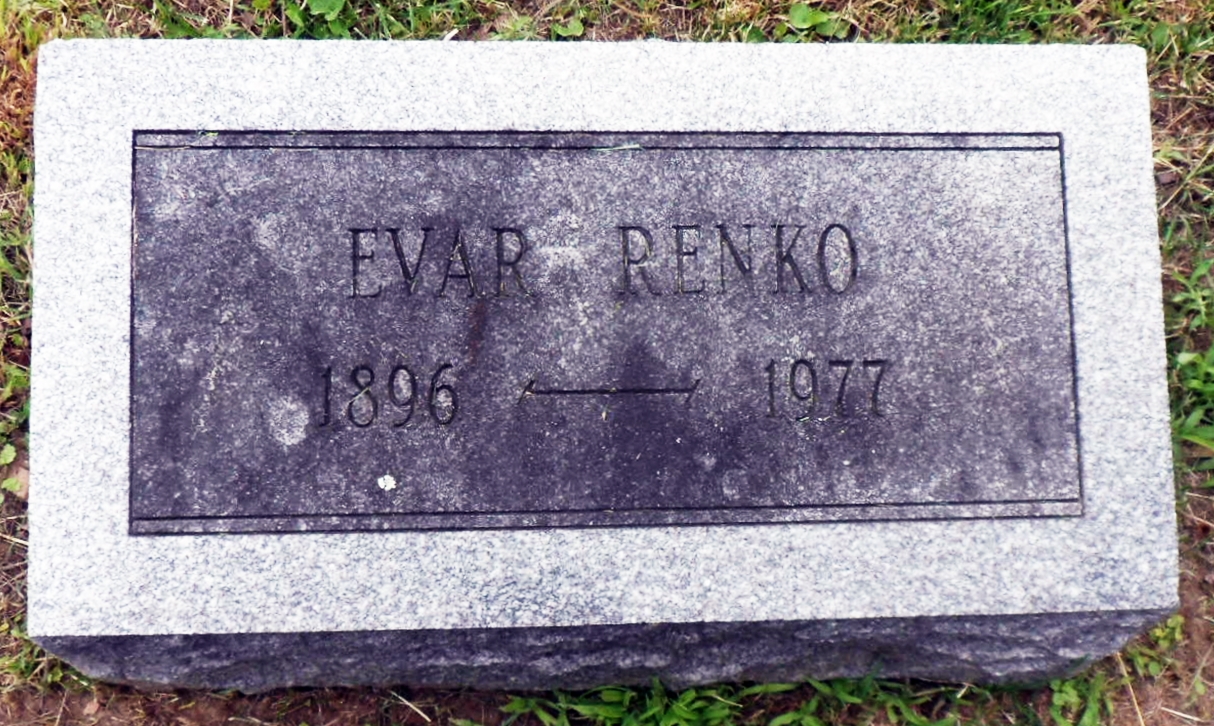 EVAR RENKO
1896 — 1977